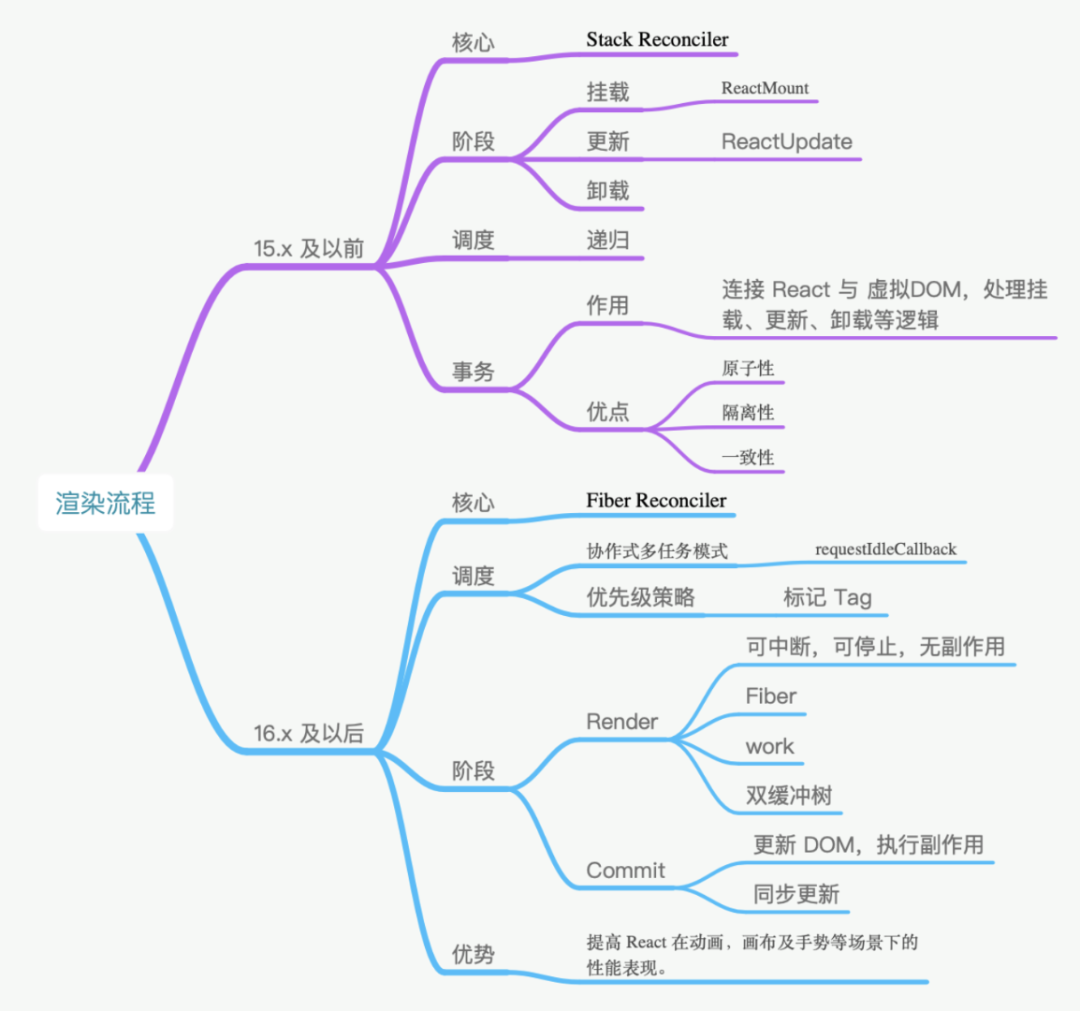 渲染流程
15.x 及以前
核心
Stack Reconciler
阶段
挂载
ReactMount
更新
ReactUpdate
卸载
调度
递归
事务
作用
连接 React 与 虚拟DOM，处理挂
载、更新、卸载等逻辑
优点
原子性
隔离性
一致性
16.x 及以后
核心
Fiber Reconciler
调度
协作式多任务模式
requestIdleCallback
优先级策略
标记 Tag
阶段
Render
可中断，可停止，无副作用
Fiber
work
双缓冲树
Commit
更新 DOM，执行副作用
同步更新
优势
提高 React 在动画，画布及手势等场景下的
性能表现。